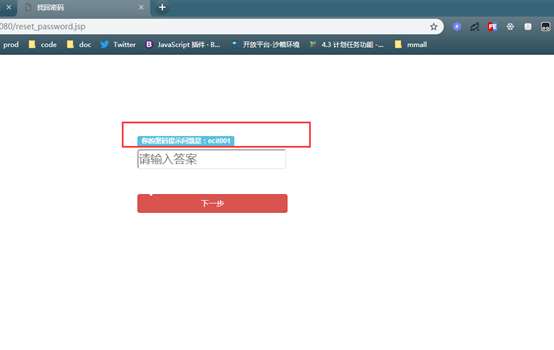 找回密码
080/reset_password.jsp
prod code doc Twitter JavaScript 插件 · B... 开放平台-沙箱环境 4.3 计划任务功能 -... mmall
你的密码提示问题是：ecit001
请输入答案
下一步